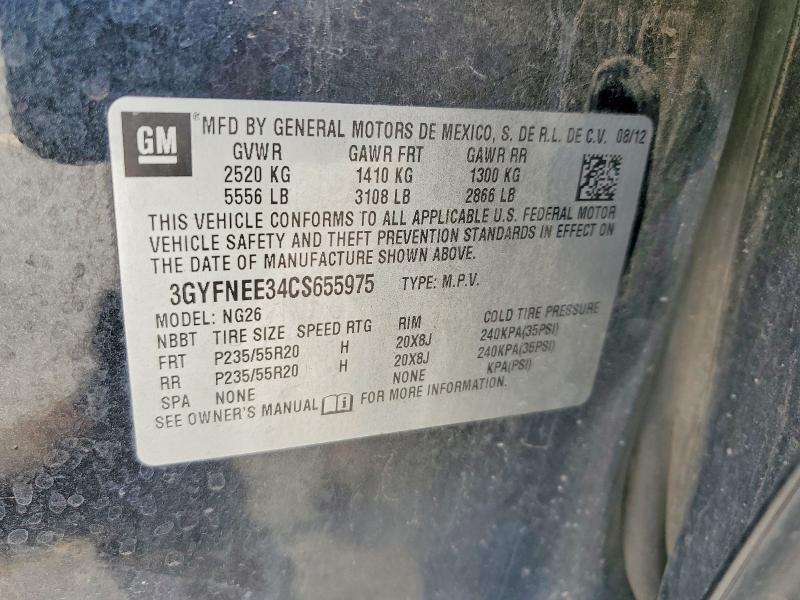 GM ® MFD BY GENERAL MOTORS DE MEXICO, S. DE R.L. DE C.V. 08/12
GVWR GAWR FRT GAWR RR
2520 KG 1410 KG 1300 KG
5556 LB 3108 LB 2866 LB
THIS VEHICLE CONFORMS TO ALL APPLICABLE U.S. FEDERAL MOTOR
VEHICLE SAFETY AND THEFT PREVENTION STANDARDS IN EFFECT ON
THE DATE OF MANUFACTURE SHOWN ABOVE.
3GYFNEE34CS655975 TYPE: M.P.V.
MODEL: NG26
NBBT TIRE SIZE SPEED RTG RIM COLD TIRE PRESSURE
FRT P235/55R20 H 20X8J 240KPA(35PSI)
RR P235/55R20 H 20X8J 240KPA(35PSI)
SPA NONE NONE KPA(PSI)
SEE OWNER'S MANUAL i FOR MORE INFORMATION.